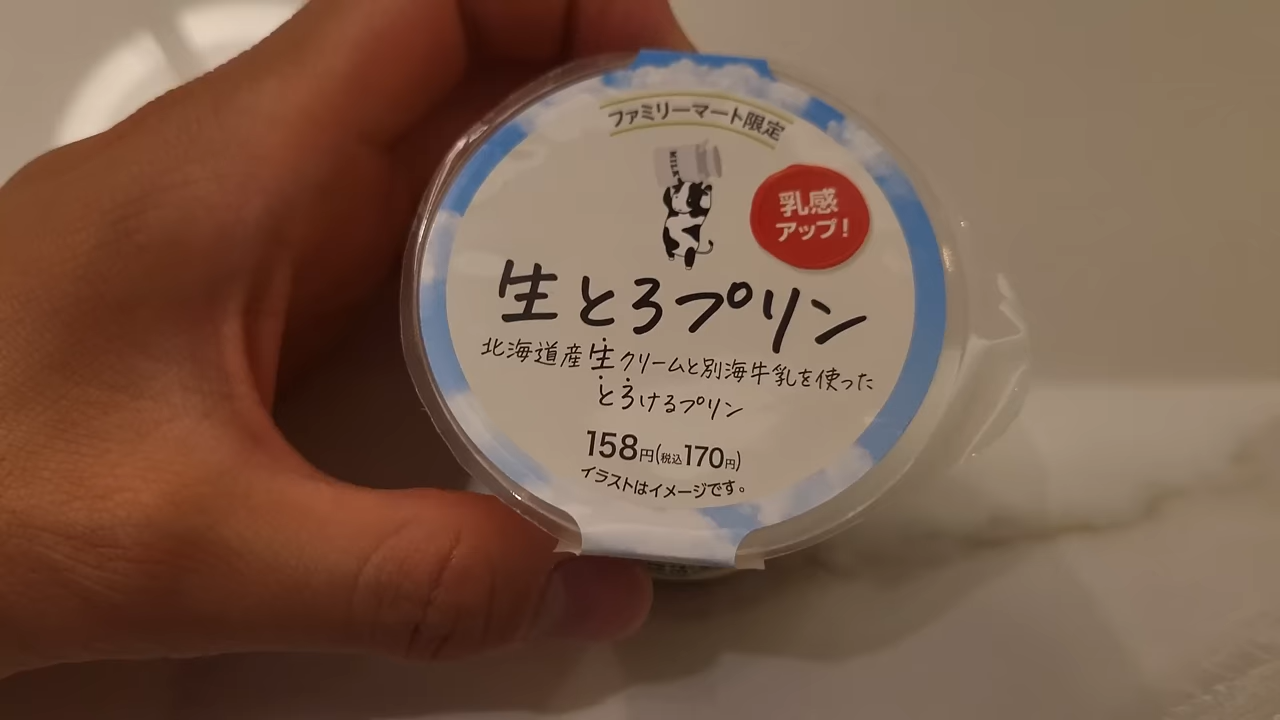 ファミリーマート限定
MILK
乳感
アップ!
生とろプリン
北海道産生クリームと別海牛乳を使った
とろけるプリン
158円(税込170円)
イラストはイメージです。